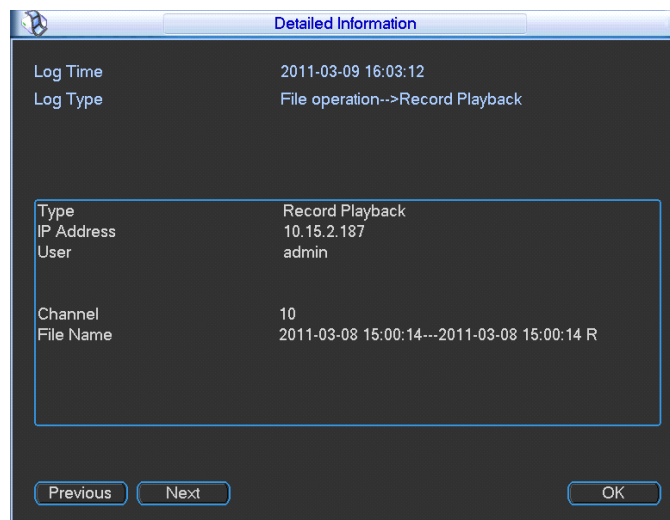 Detailed Information
Log Time 2011-03-09 16:03:12
Log Type File operation-->Record Playback
Type Record Playback
IP Address 10.15.2.187
User admin
Channel 10
File Name 2011-03-08 15:00:14---2011-03-08 15:00:14 R
Previous Next OK